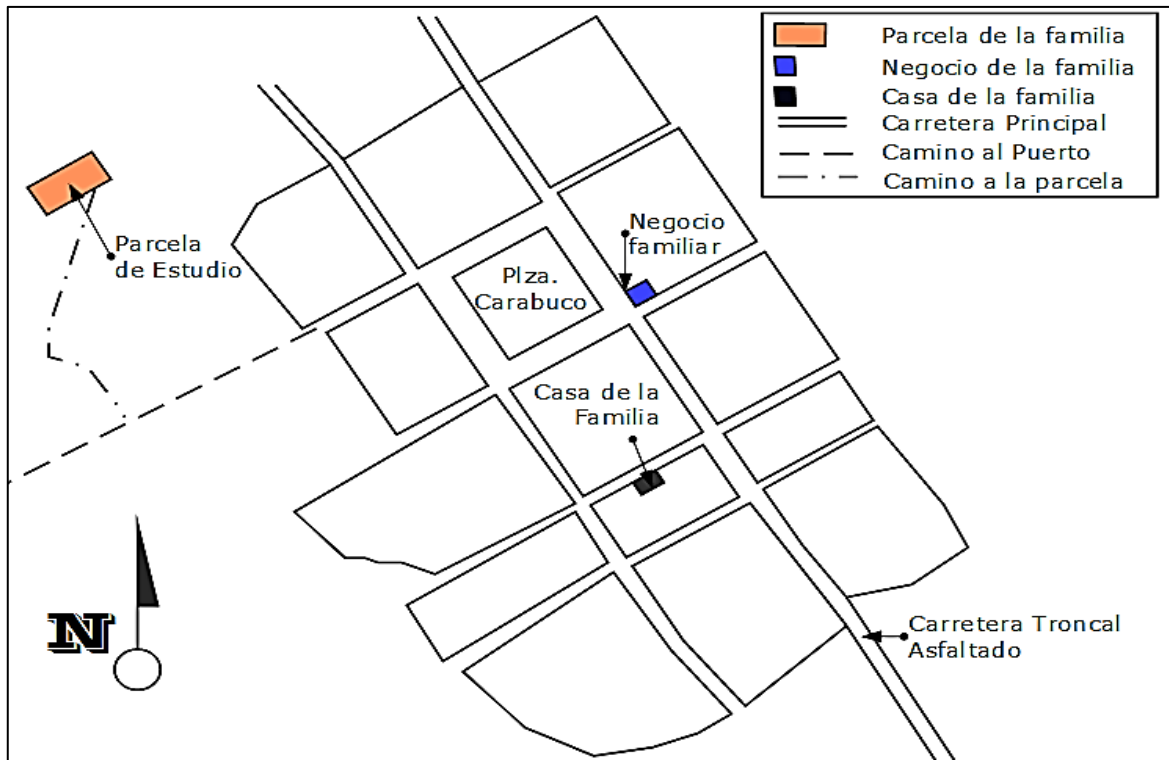 Parcela de la familia
Negocio de la familia
Casa de la familia
Carretera Principal
Camino al Puerto
Camino a la parcela
Negocio
familiar
Parcela
de Estudio
Plza.
Carabuco
Casa de la
Familia
N
Carretera Troncal
Asfaltado